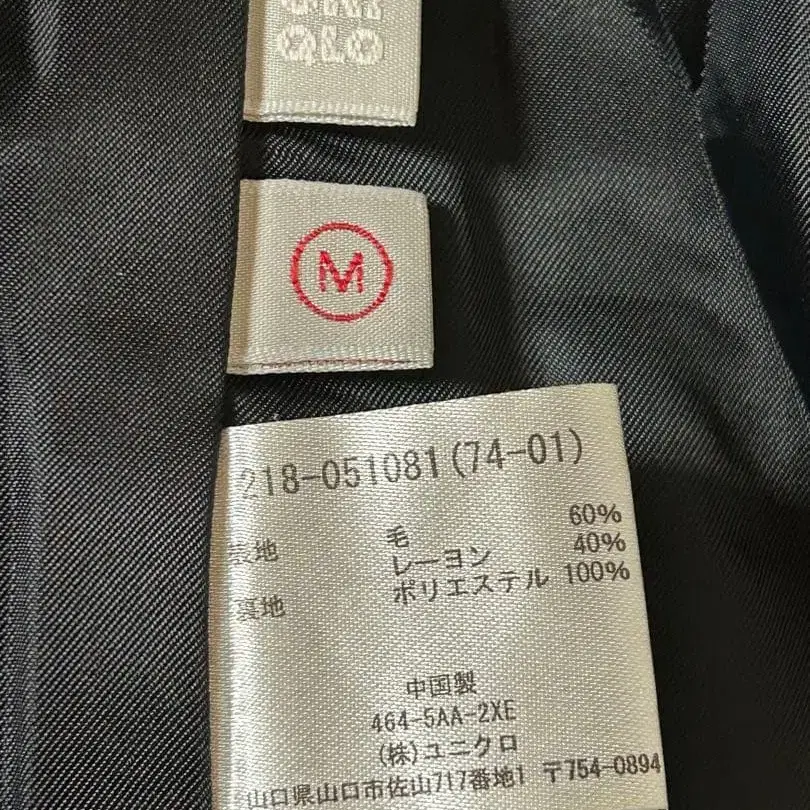 UNI
QLO
M
218-051081(74-01)
表地 毛 60%
レーヨン 40%
裏地 ポリエステル 100%
中国製
464-5AA-2XE
(株)ユニクロ
山口県山口市佐山717番地1 〒754-0894